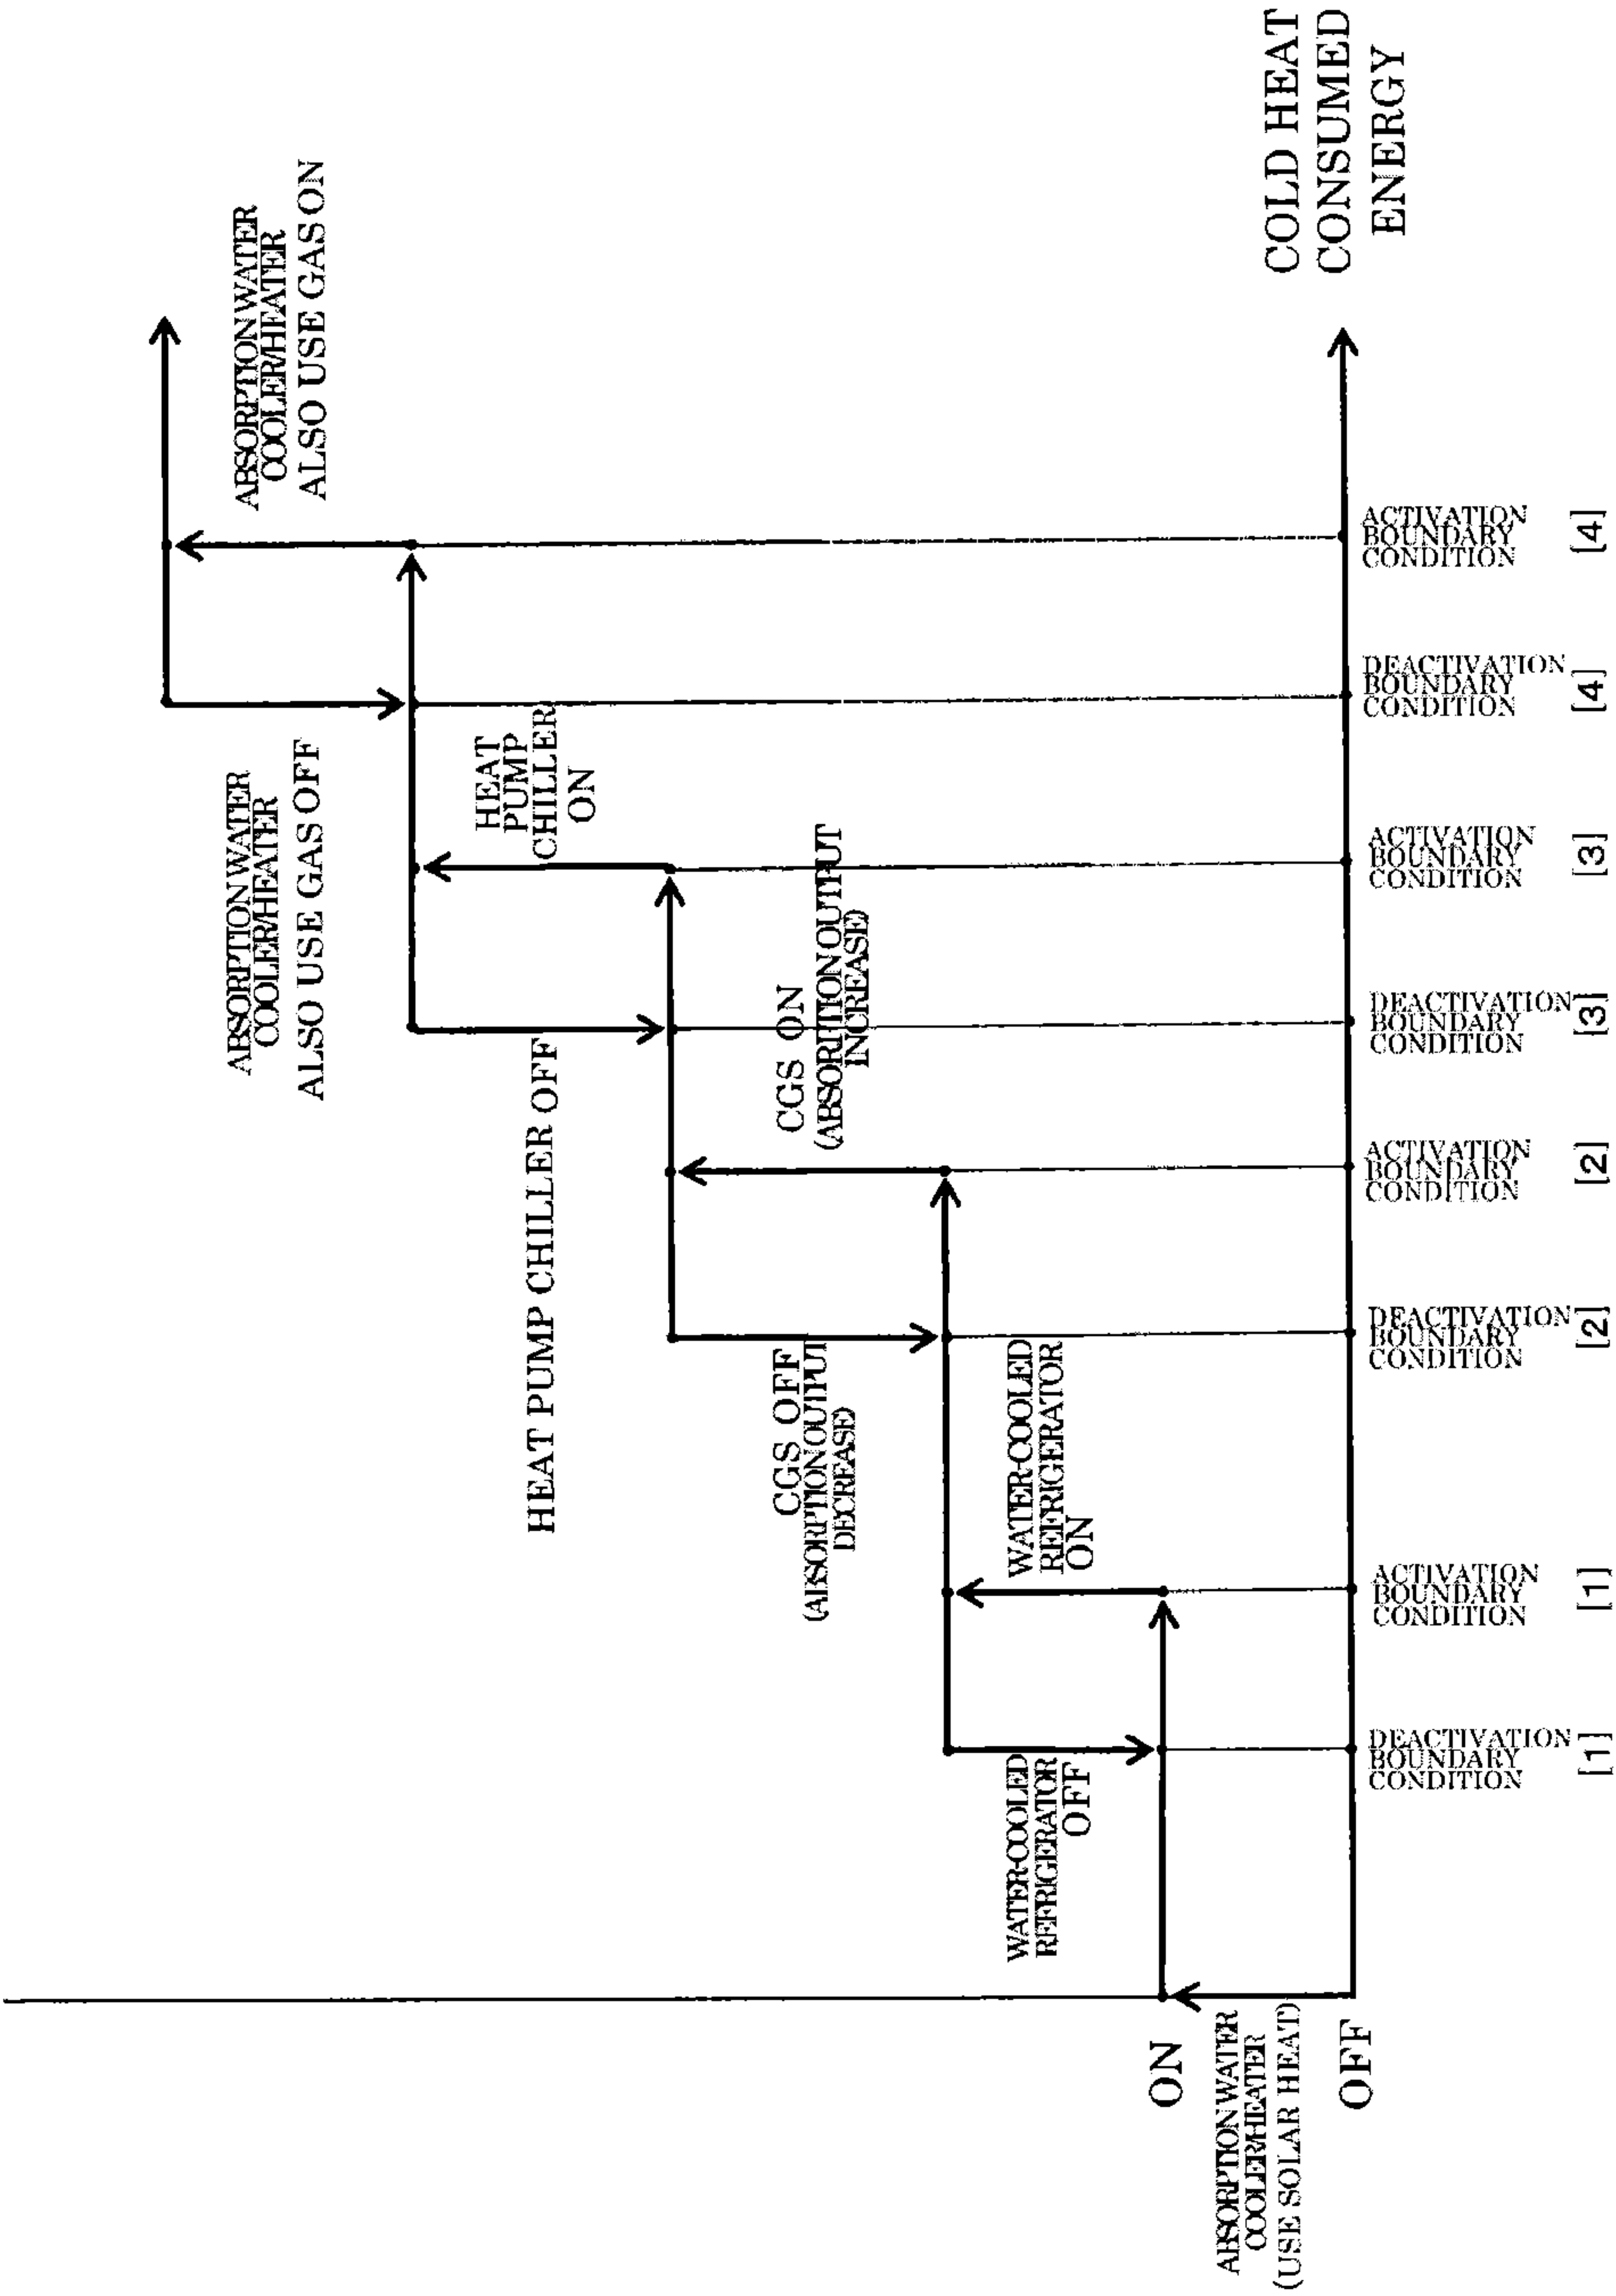 ABSORPTION WATER
COOLER/HEATER
ALSO USE GAS ON
ABSORPTION WATER
COOLER/HEATER
ALSO USE GAS OFF
HEAT
PUMP
CHILLER
ON
HEAT PUMP CHILLER OFF
CGS ON
(ABSORTION OUTPUT
INCREASE)
CGS OFF
(ABSORPTION OUTPUT
DECREASE)
WATER-COOLED
REFRIGERATOR
ON
WATER-COOLED
REFRIGERATOR
OFF
ON
ABSORPTION WATER
COOLER/HEATER
(USE SOLAR HEAT)
OFF
COLD HEAT
CONSUMED
ENERGY
DEACTIVATION
BOUNDARY
CONDITION
[1]
ACTIVATION
BOUNDARY
CONDITION
[1]
DEACTIVATION
BOUNDARY
CONDITION
[2]
ACTIVATION
BOUNDARY
CONDITION
[2]
DEACTIVATION
BOUNDARY
CONDITION
[3]
ACTIVATION
BOUNDARY
CONDITION
[3]
DEACTIVATION
BOUNDARY
CONDITION
[4]
ACTIVATION
BOUNDARY
CONDITION
[4]